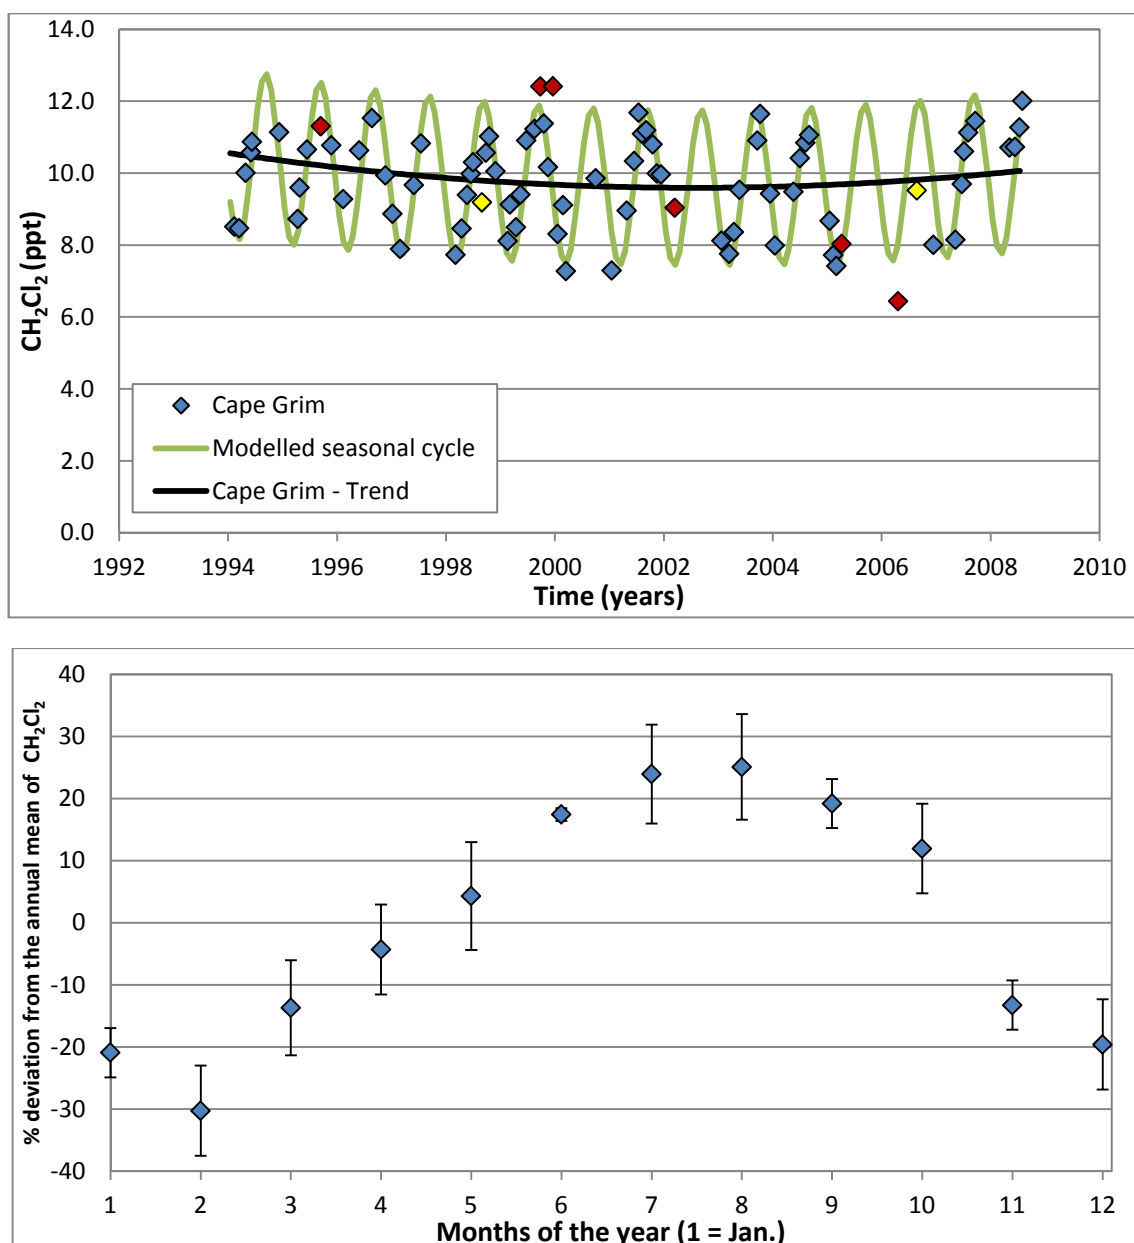 14.0
12.0
10.0
8.0
6.0
4.0
2.0
0.0
CH₂Cl₂ (ppt)
Cape Grim
Modelled seasonal cycle
Cape Grim - Trend
1992 1994 1996 1998 2000 2002 2004 2006 2008 2010
Time (years)
40
30
20
10
0
-10
-20
-30
-40
% deviation from the annual mean of CH₂Cl₂
1 2 3 4 5 6 7 8 9 10 11 12
Months of the year (1 = Jan.)